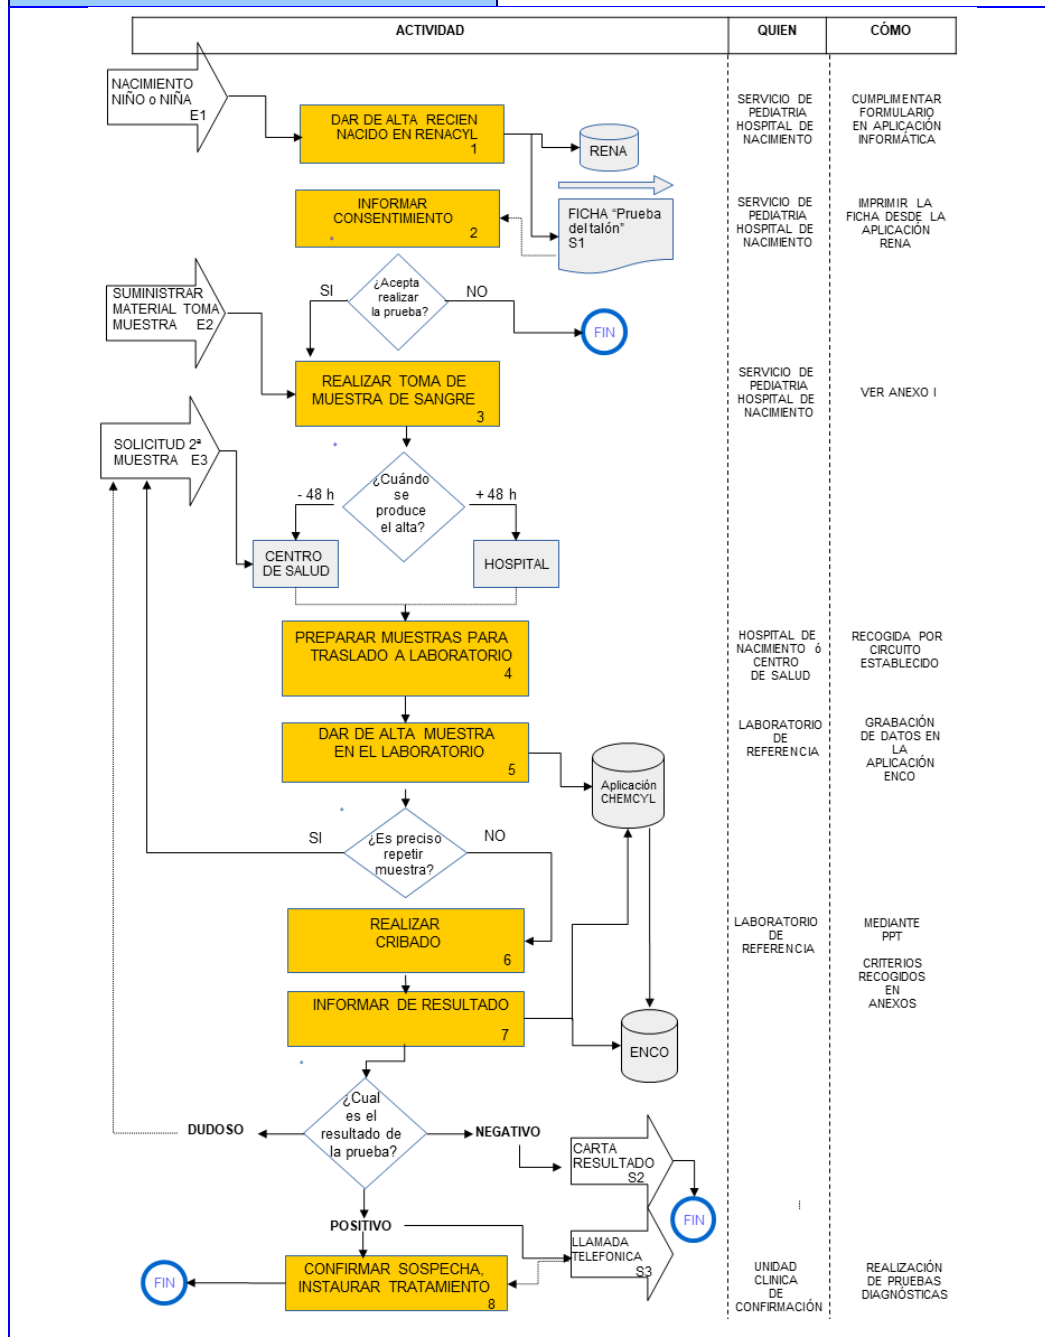 ACTIVIDAD
QUIEN
CÓMO
NACIMIENTO
NIÑO o NIÑA
E1
DAR DE ALTA RECIEN
NACIDO EN RENACYL
1
RENA
SERVICIO DE
PEDIATRIA
HOSPITAL DE
NACIMIENTO
CUMPLIMENTAR
FORMULARIO
EN APLICACIÓN
INFORMÁTICA
INFORMAR
CONSENTIMIENTO
2
FICHA “Prueba
del talón”
S1
SERVICIO DE
PEDIATRIA
HOSPITAL DE
NACIMIENTO
IMPRIMIR LA
FICHA DESDE LA
APLICACIÓN
RENA
¿Acepta
realizar
la prueba?
SI
NO
FIN
SUMINISTRAR
MATERIAL TOMA
MUESTRA E2
REALIZAR TOMA DE
MUESTRA DE SANGRE
3
SERVICIO DE
PEDIATRIA
HOSPITAL DE
NACIMIENTO
VER ANEXO I
SOLICITUD 2ª
MUESTRA E3
¿Cuándo
se
produce
el alta?
- 48 h
+ 48 h
CENTRO
DE SALUD
HOSPITAL
PREPARAR MUESTRAS PARA
TRASLADO A LABORATORIO
4
HOSPITAL DE
NACIMIENTO ó
CENTRO
DE SALUD
RECOGIDA POR
CIRCUITO
ESTABLECIDO
DAR DE ALTA MUESTRA
EN EL LABORATORIO
5
Aplicación
CHEMCYL
LABORATORIO
DE
REFERENCIA
GRABACIÓN
DE DATOS EN
LA
APLICACIÓN
ENCO
¿Es preciso
repetir
muestra?
SI
NO
REALIZAR
CRIBADO
6
LABORATORIO
DE
REFERENCIA
MEDIANTE
PPT
CRITERIOS
RECOGIDOS
EN
ANEXOS
INFORMAR DE RESULTADO
7
ENCO
¿Cual
es el
resultado de
la prueba?
DUDOSO
NEGATIVO
CARTA
RESULTADO
S2
FIN
POSITIVO
LLAMADA
TELEFONICA
S3
CONFIRMAR SOSPECHA,
INSTAURAR TRATAMIENTO
8
FIN
UNIDAD
CLINICA
DE
CONFIRMACIÓN
REALIZACIÓN
DE PRUEBAS
DIAGNÓSTICAS